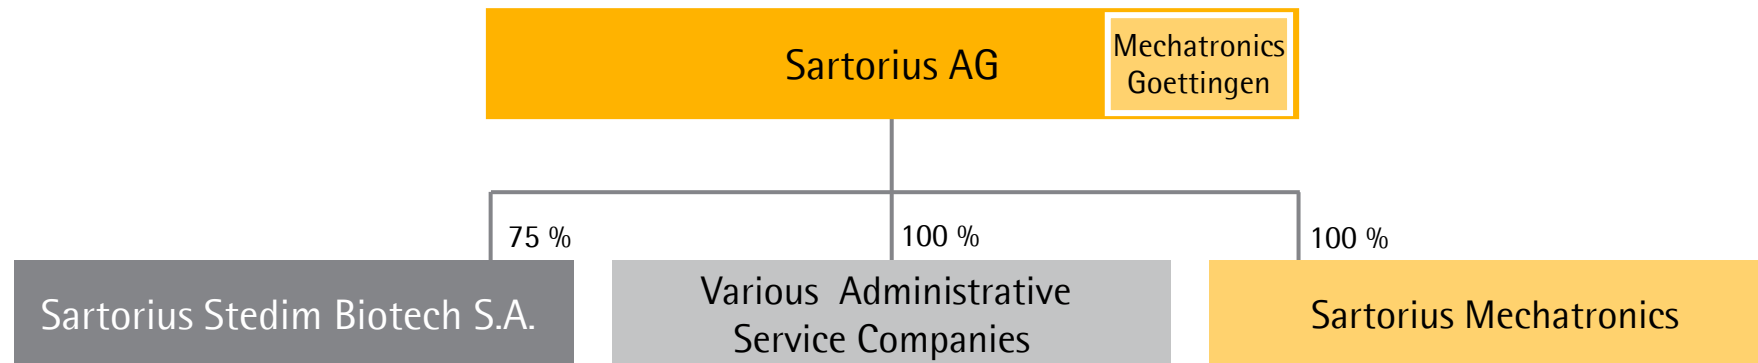 Sartorius AG
Mechatronics
Goettingen
75 %
100 %
100 %
Sartorius Stedim Biotech S.A.
Various Administrative
Service Companies
Sartorius Mechatronics